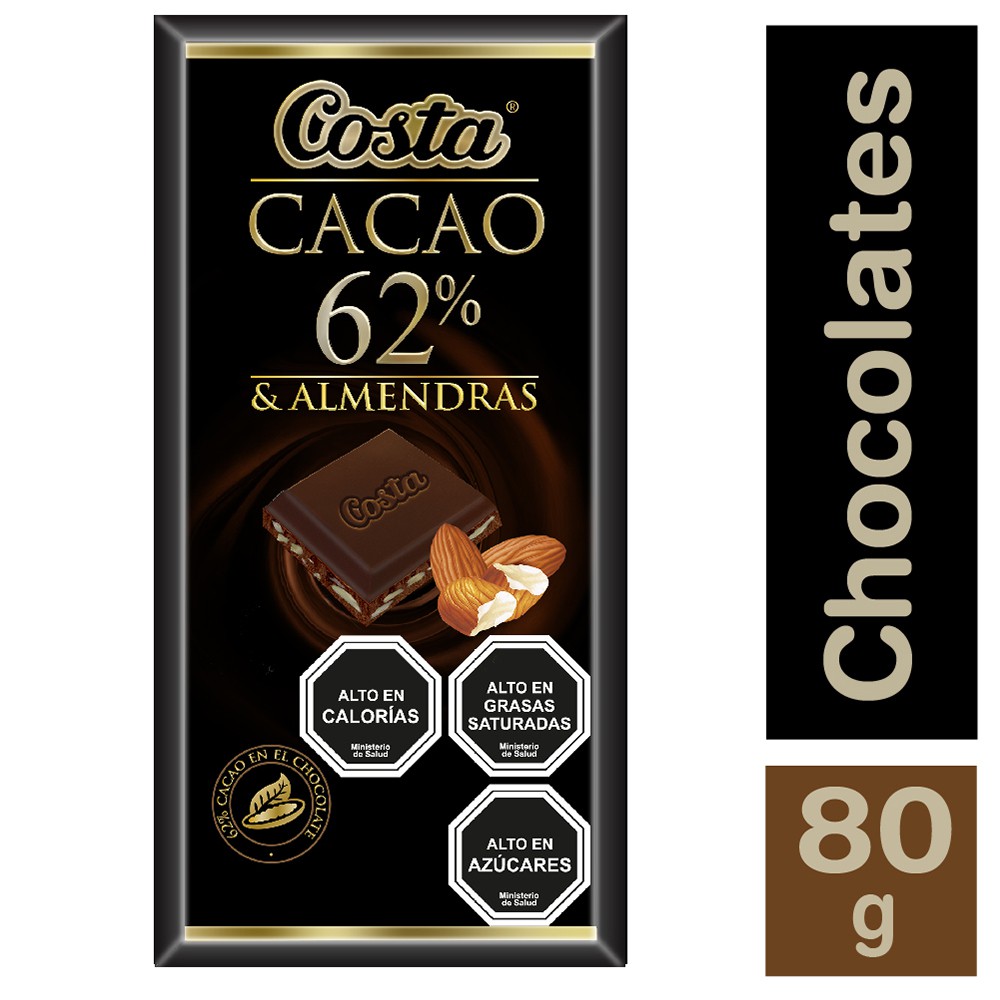 Costa®
CACAO
62%
& ALMENDRAS
Costa
ALTO EN
CALORÍAS
Ministerio
de Salud
ALTO EN
GRASAS
SATURADAS
Ministerio
de Salud
62% CACAO EN EL CHOCOLATE
ALTO EN
AZÚCARES
Ministerio
de Salud
Chocolates
80
g